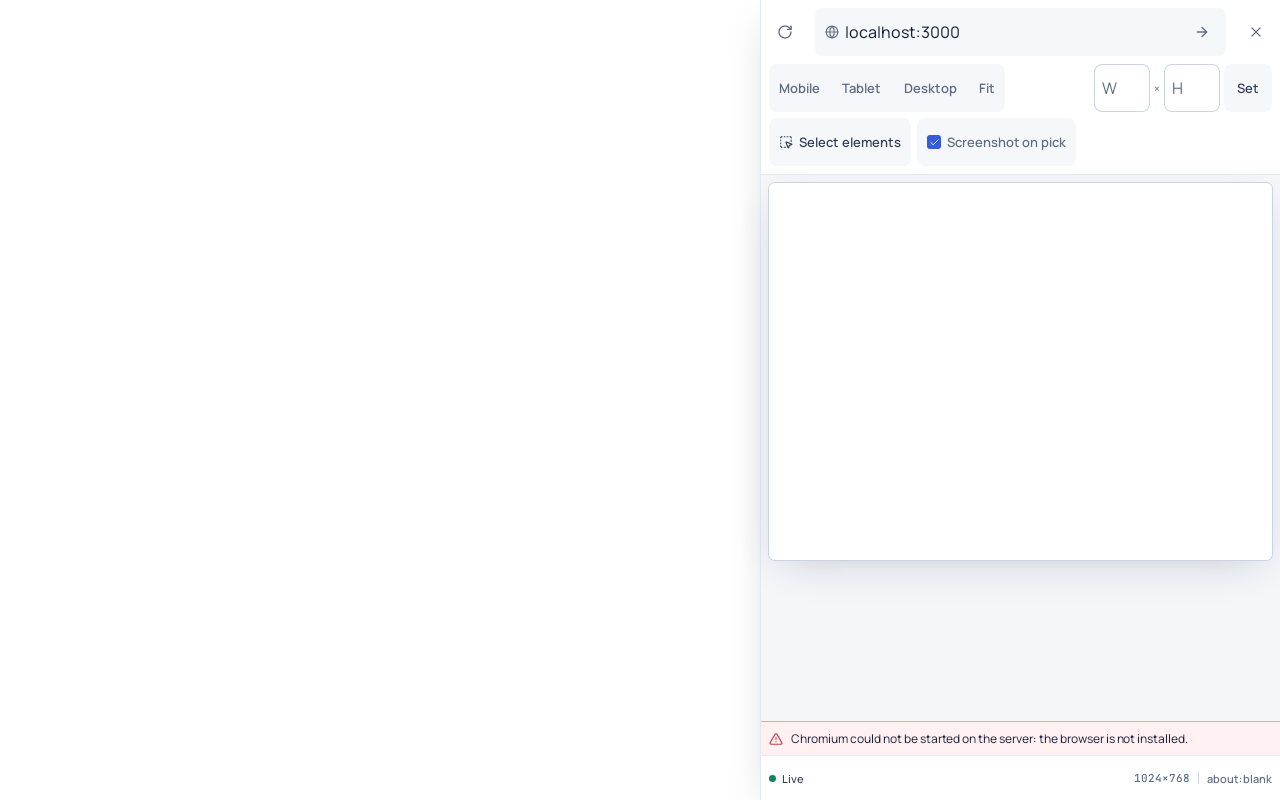 localhost:3000
Mobile Tablet Desktop Fit W × H Set
Select elements Screenshot on pick
Chromium could not be started on the server: the browser is not installed.
Live 1024×768 about:blank